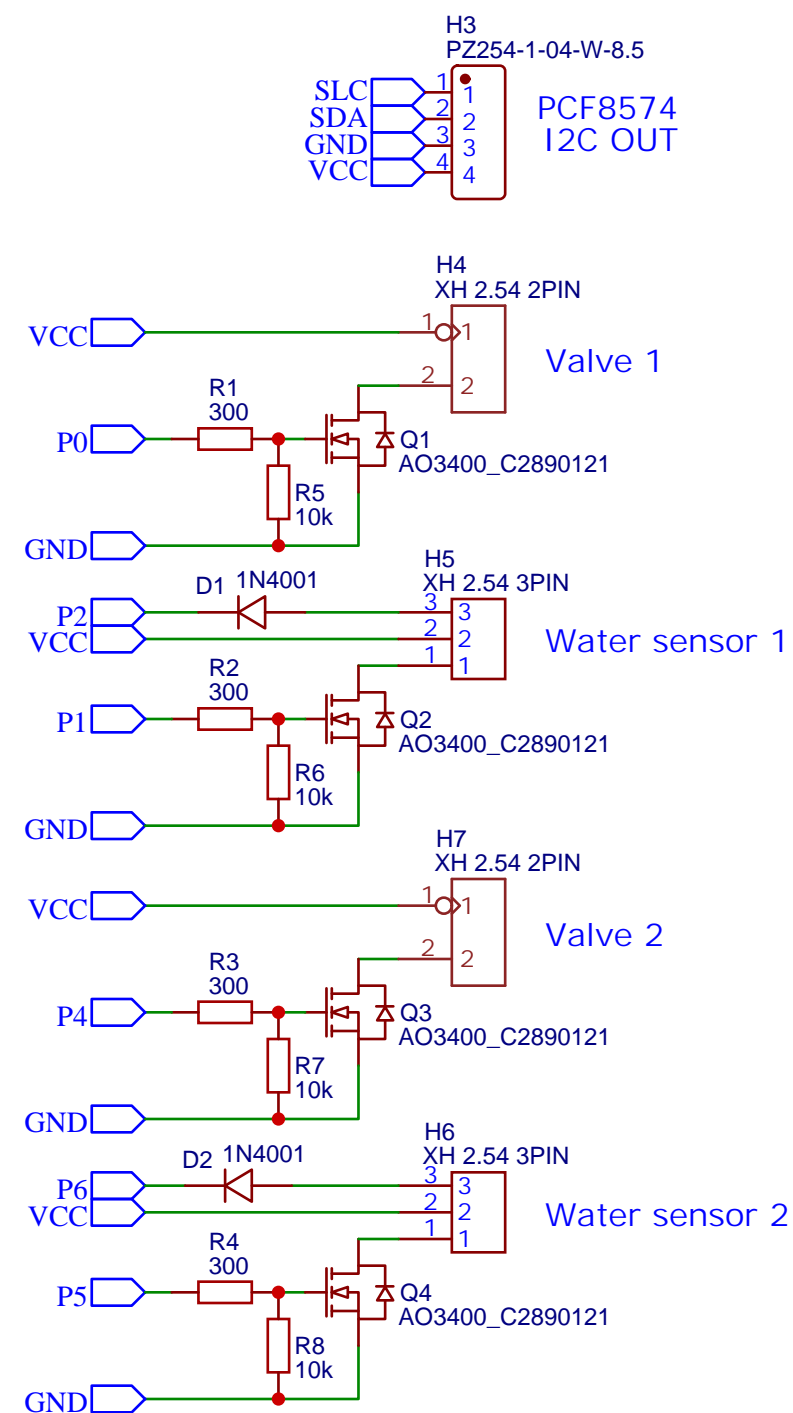 H3
PZ254-1-04-W-8.5
SLC 1 1
SDA 2 2
GND 3 3
VCC 4 4
PCF8574
I2C OUT
H4
XH 2.54 2PIN
VCC 1 1
Valve 1
2 2
R1
300
P0
Q1
AO3400_C2890121
R5
10k
GND
H5
XH 2.54 3PIN
D1 1N4001
P2 3 3
VCC 2 2
1 1
Water sensor 1
R2
300
P1
Q2
AO3400_C2890121
R6
10k
GND
H7
XH 2.54 2PIN
VCC 1 1
Valve 2
2 2
R3
300
P4
Q3
AO3400_C2890121
R7
10k
GND
H6
XH 2.54 3PIN
D2 1N4001
P6 3 3
VCC 2 2
1 1
Water sensor 2
R4
300
P5
Q4
AO3400_C2890121
R8
10k
GND